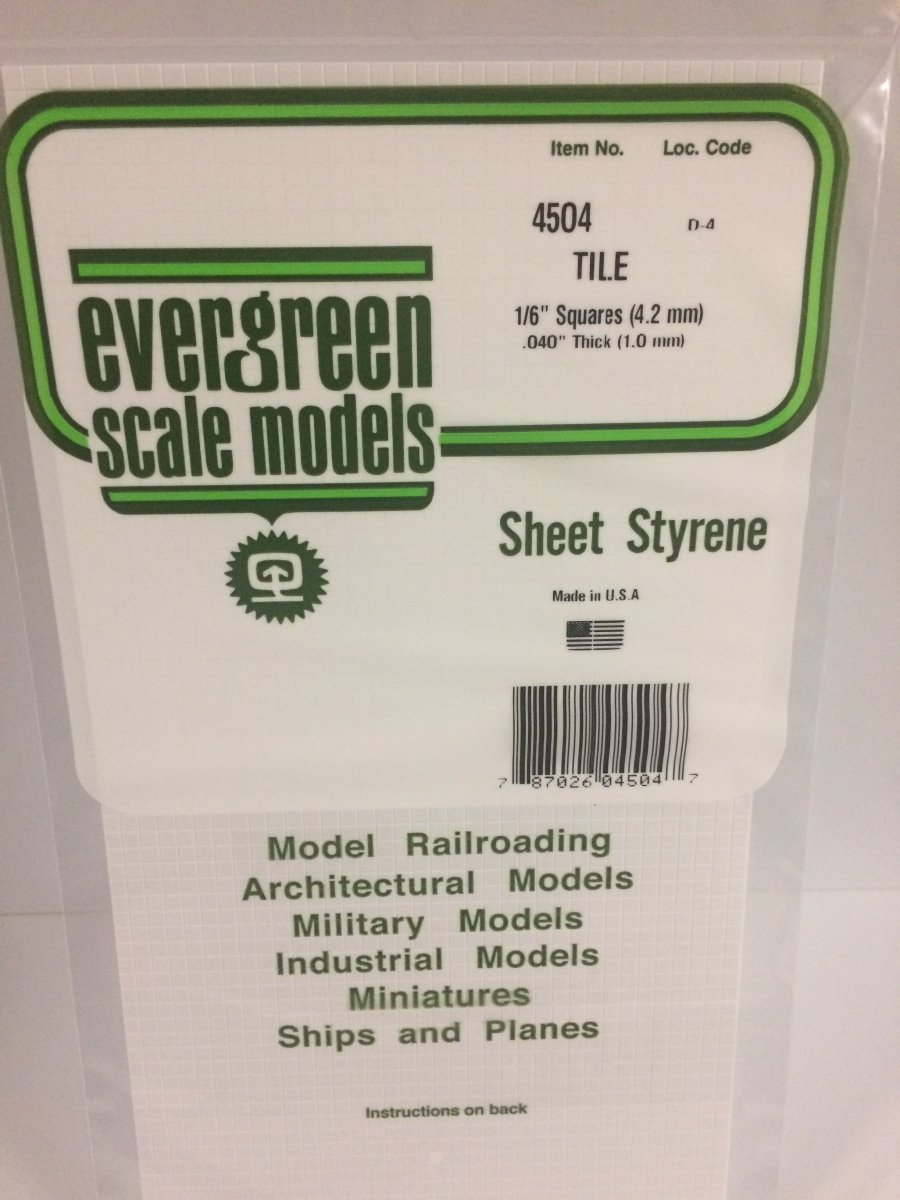 Item No. Loc. Code
4504 D-4
TILE
1/6" Squares (4.2 mm)
.040" Thick (1.0 mm)
evergreen
scale models
Sheet Styrene
Made in U.S.A
7 87026 04504 7
Model Railroading
Architectural Models
Military Models
Industrial Models
Miniatures
Ships and Planes
Instructions on back